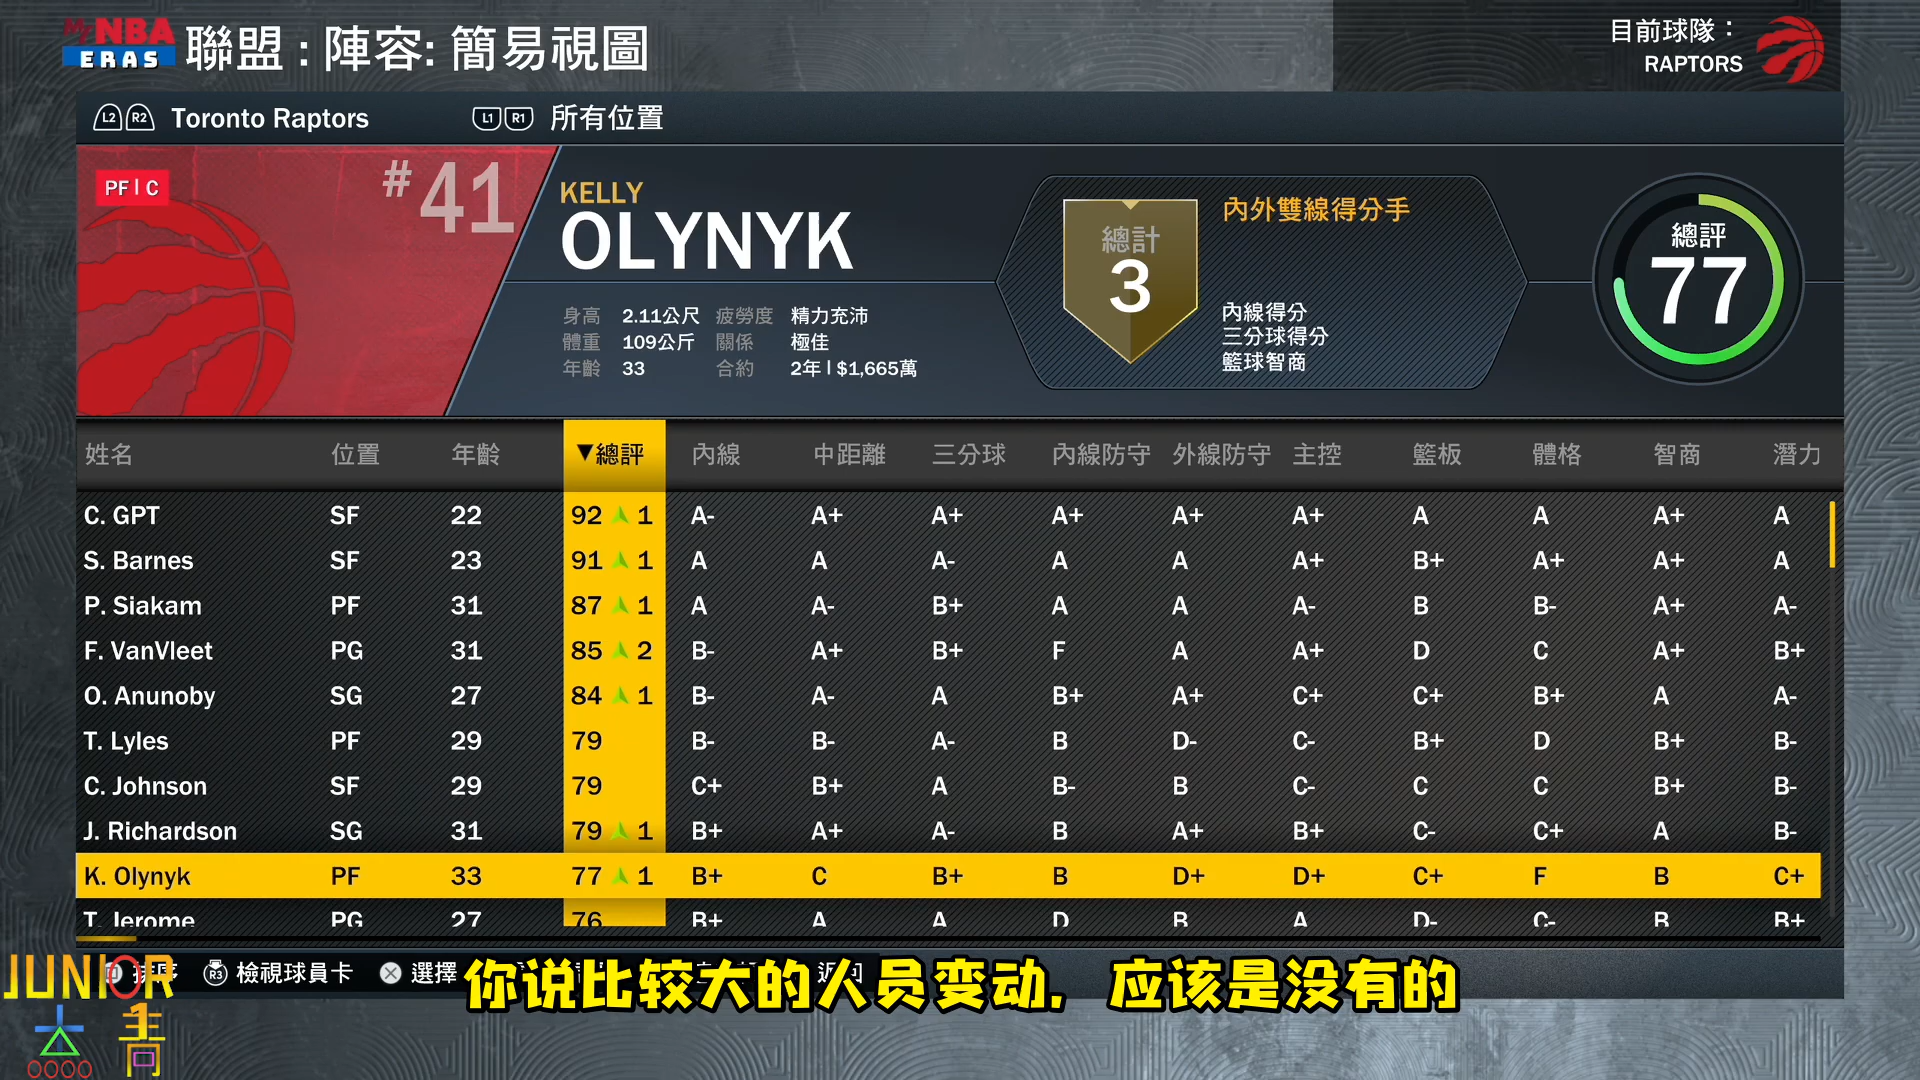 MyNBA ERAS 聯盟 : 陣容: 簡易視圖
目前球隊：
RAPTORS
L2 R2 Toronto Raptors L1 R1 所有位置
PF | C
#41
KELLY
OLYNYK
身高 2.11公尺 疲勞度 精力充沛
體重 109公斤 關係 極佳
年齡 33 合約 2年 | $1,665萬
總計
3
內外雙線得分手
內線得分
三分球得分
籃球智商
總評
77
姓名 位置 年齡 ▼總評 內線 中距離 三分球 內線防守 外線防守 主控 籃板 體格 智商 潛力
C. GPT SF 22 92 1 A- A+ A+ A+ A+ A+ A A A+ A
S. Barnes SF 23 91 1 A A A- A A A+ B+ A+ A+ A
P. Siakam PF 31 87 1 A A- B+ A A A- B B- A+ A-
F. VanVleet PG 31 85 2 B- A+ B+ F A A+ D C A+ B+
O. Anunoby SG 27 84 1 B- A- A B+ A+ C+ C+ B+ A A-
T. Lyles PF 29 79 B- B- A- B D- C- B+ D B+ B-
C. Johnson SF 29 79 C+ B+ A B- B C- C C B+ B-
J. Richardson SG 31 79 1 B+ A+ A- B A+ B+ C- C+ A B-
K. Olynyk PF 33 77 1 B+ C B+ B D+ D+ C+ F B C+
T. Jerome PG 27 76 B+ A A D B A D- C- B B+
排序 R3 檢視球員卡 選擇 返回
你说比较大的人员变动，应该是没有的
JUNIOR